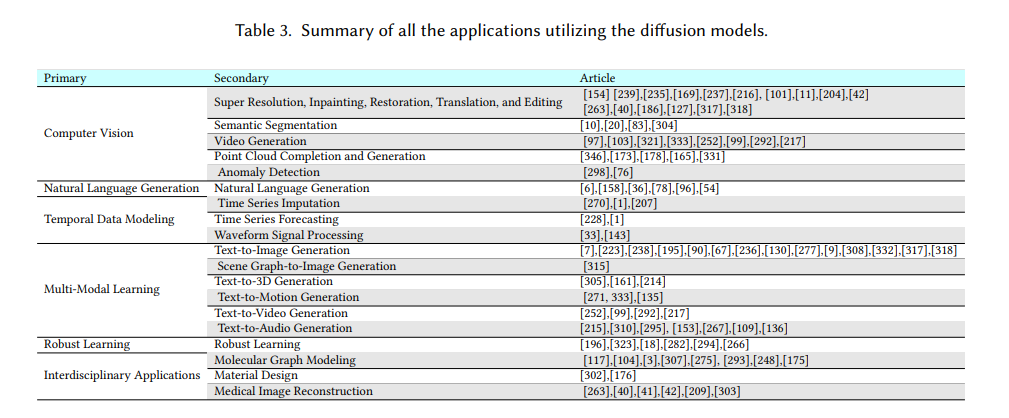 Table 3. Summary of all the applications utilizing the diffusion models.
Primary Secondary Article
Computer Vision
Super Resolution, Inpainting, Restoration, Translation, and Editing
[154] [239],[235],[169],[237],[216], [101],[11],[204],[42]
[263],[40],[186],[127],[317],[318]
Semantic Segmentation [10],[20],[83],[304]
Video Generation [97],[103],[321],[333],[252],[99],[292],[217]
Point Cloud Completion and Generation [346],[173],[178],[165],[331]
Anomaly Detection [298],[76]
Natural Language Generation Natural Language Generation [6],[158],[36],[78],[96],[54]
Temporal Data Modeling
Time Series Imputation [270],[1],[207]
Time Series Forecasting [228],[1]
Waveform Signal Processing [33],[143]
Multi-Modal Learning
Text-to-Image Generation [7],[223],[238],[195],[90],[67],[236],[130],[277],[9],[308],[332],[317],[318]
Scene Graph-to-Image Generation [315]
Text-to-3D Generation [305],[161],[214]
Text-to-Motion Generation [271, 333],[135]
Text-to-Video Generation [252],[99],[292],[217]
Text-to-Audio Generation [215],[310],[295], [153],[267],[109],[136]
Robust Learning Robust Learning [196],[323],[18],[282],[294],[266]
Interdisciplinary Applications
Molecular Graph Modeling [117],[104],[3],[307],[275], [293],[248],[175]
Material Design [302],[176]
Medical Image Reconstruction [263],[40],[41],[42],[209],[303]